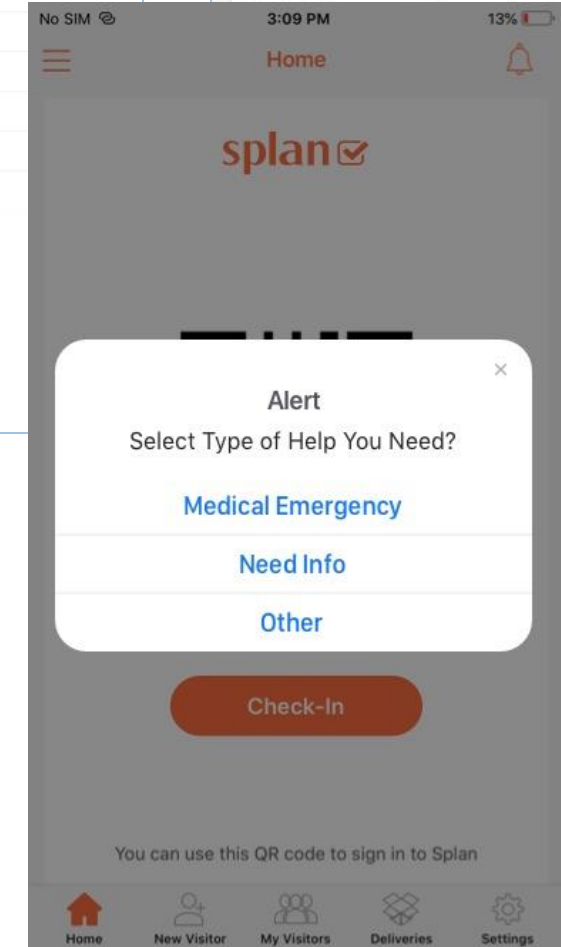 No SIM 3:09 PM 13%
Home
splan
Alert
Select Type of Help You Need?
Medical Emergency
Need Info
Other
Check-In
You can use this QR code to sign in to Splan
Home New Visitor My Visitors Deliveries Settings